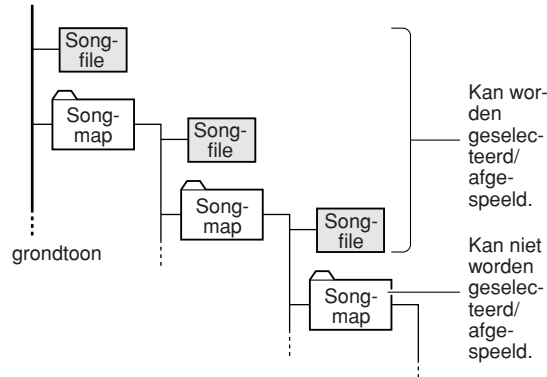 Song-
file
Song-
map
Song-
file
Song-
map
Song-
file
Song-
map
grondtoon
Kan wor-
den
geselec-
teerd/
afge-
speeld.
Kan niet
worden
geselec-
teerd/
afge-
speeld.